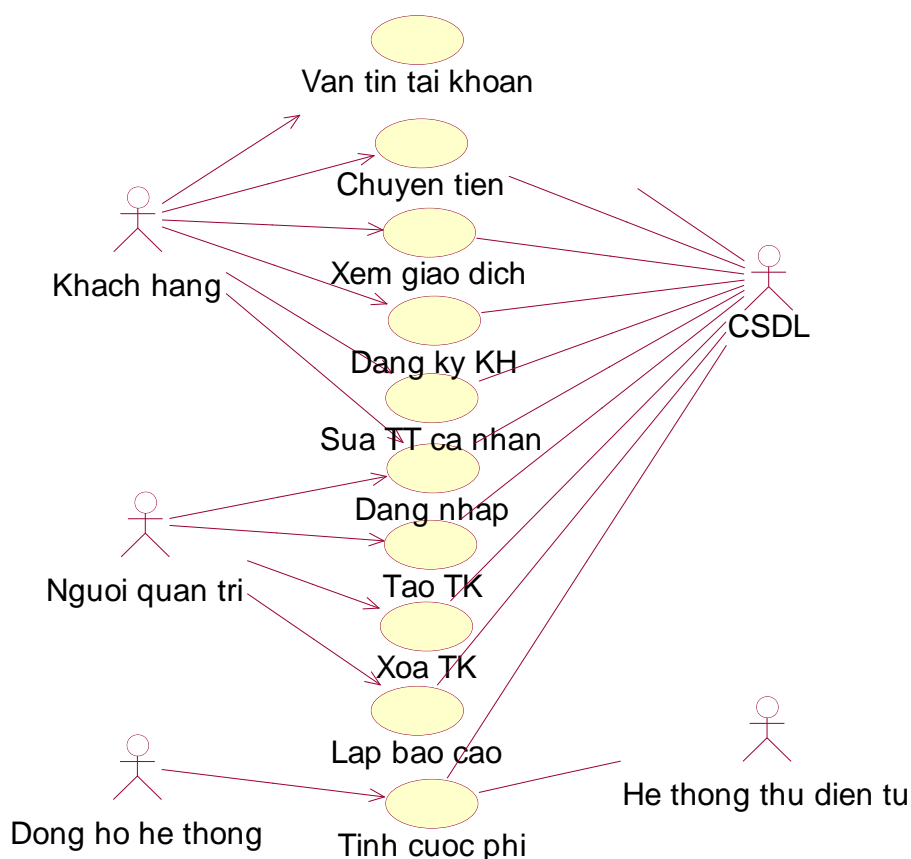 Van tin tai khoan
Chuyen tien
Khach hang
Xem giao dich
CSDL
Dang ky KH
Sua TT ca nhan
Dang nhap
Nguoi quan tri
Tao TK
Xoa TK
Lap bao cao
He thong thu dien tu
Dong ho he thong
Tinh cuoc phi